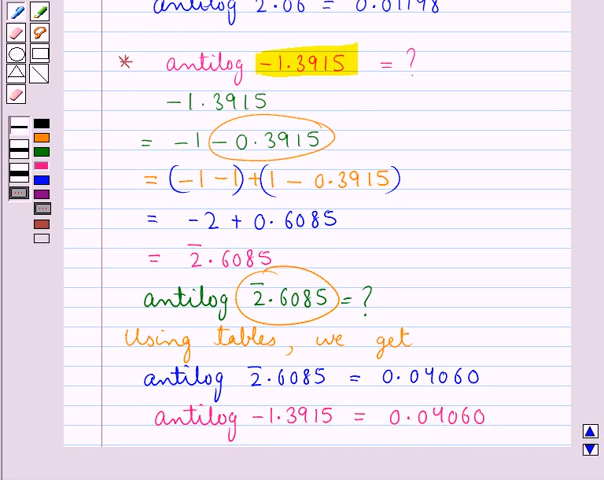 antilog 2.06 = 0.01198
* antilog -1.3915 = ?
-1.3915
= -1 - 0.3915
= (-1 - 1) + (1 - 0.3915)
= -2 + 0.6085
= 2̄.6085
antilog 2̄.6085 = ?
Using tables, we get
antilog 2̄.6085 = 0.04060
antilog -1.3915 = 0.04060